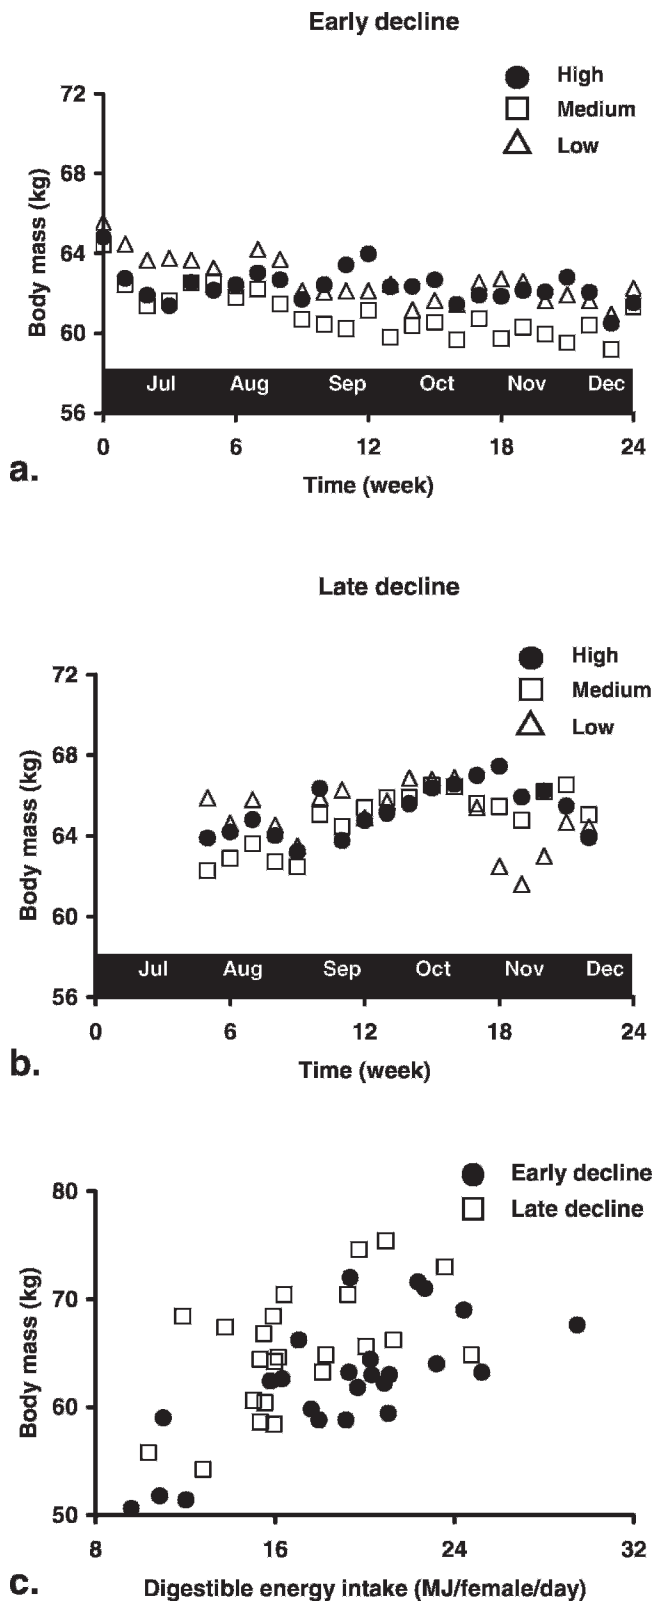 Early decline
High
Medium
Low
72
68
64
60
56
Body mass (kg)
Jul Aug Sep Oct Nov Dec
0 6 12 18 24
Time (week)
a.
Late decline
High
Medium
Low
72
68
64
60
56
Body mass (kg)
Jul Aug Sep Oct Nov Dec
0 6 12 18 24
Time (week)
b.
Early decline
Late decline
80
70
60
50
Body mass (kg)
8 16 24 32
Digestible energy intake (MJ/female/day)
c.